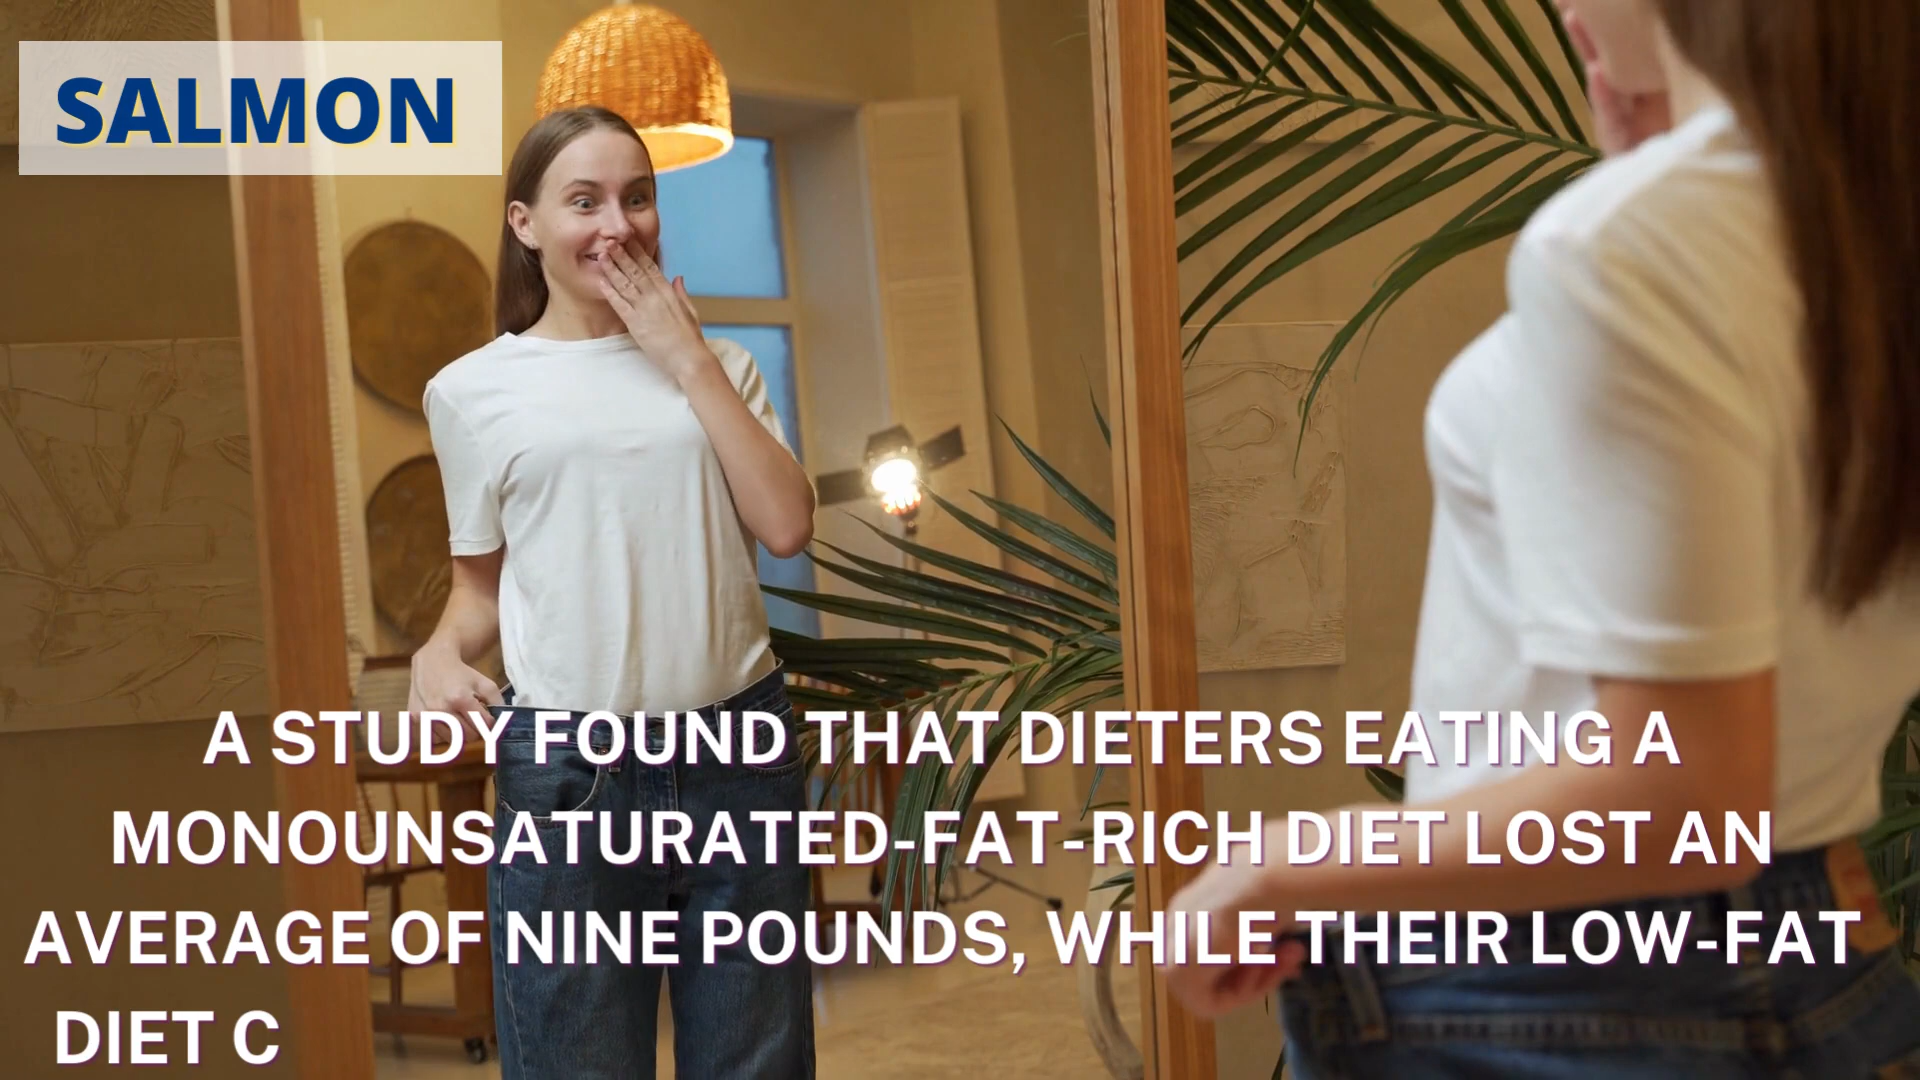 SALMON
A STUDY FOUND THAT DIETERS EATING A
MONOUNSATURATED-FAT-RICH DIET LOST AN
AVERAGE OF NINE POUNDS, WHILE THEIR LOW-FAT
DIET C